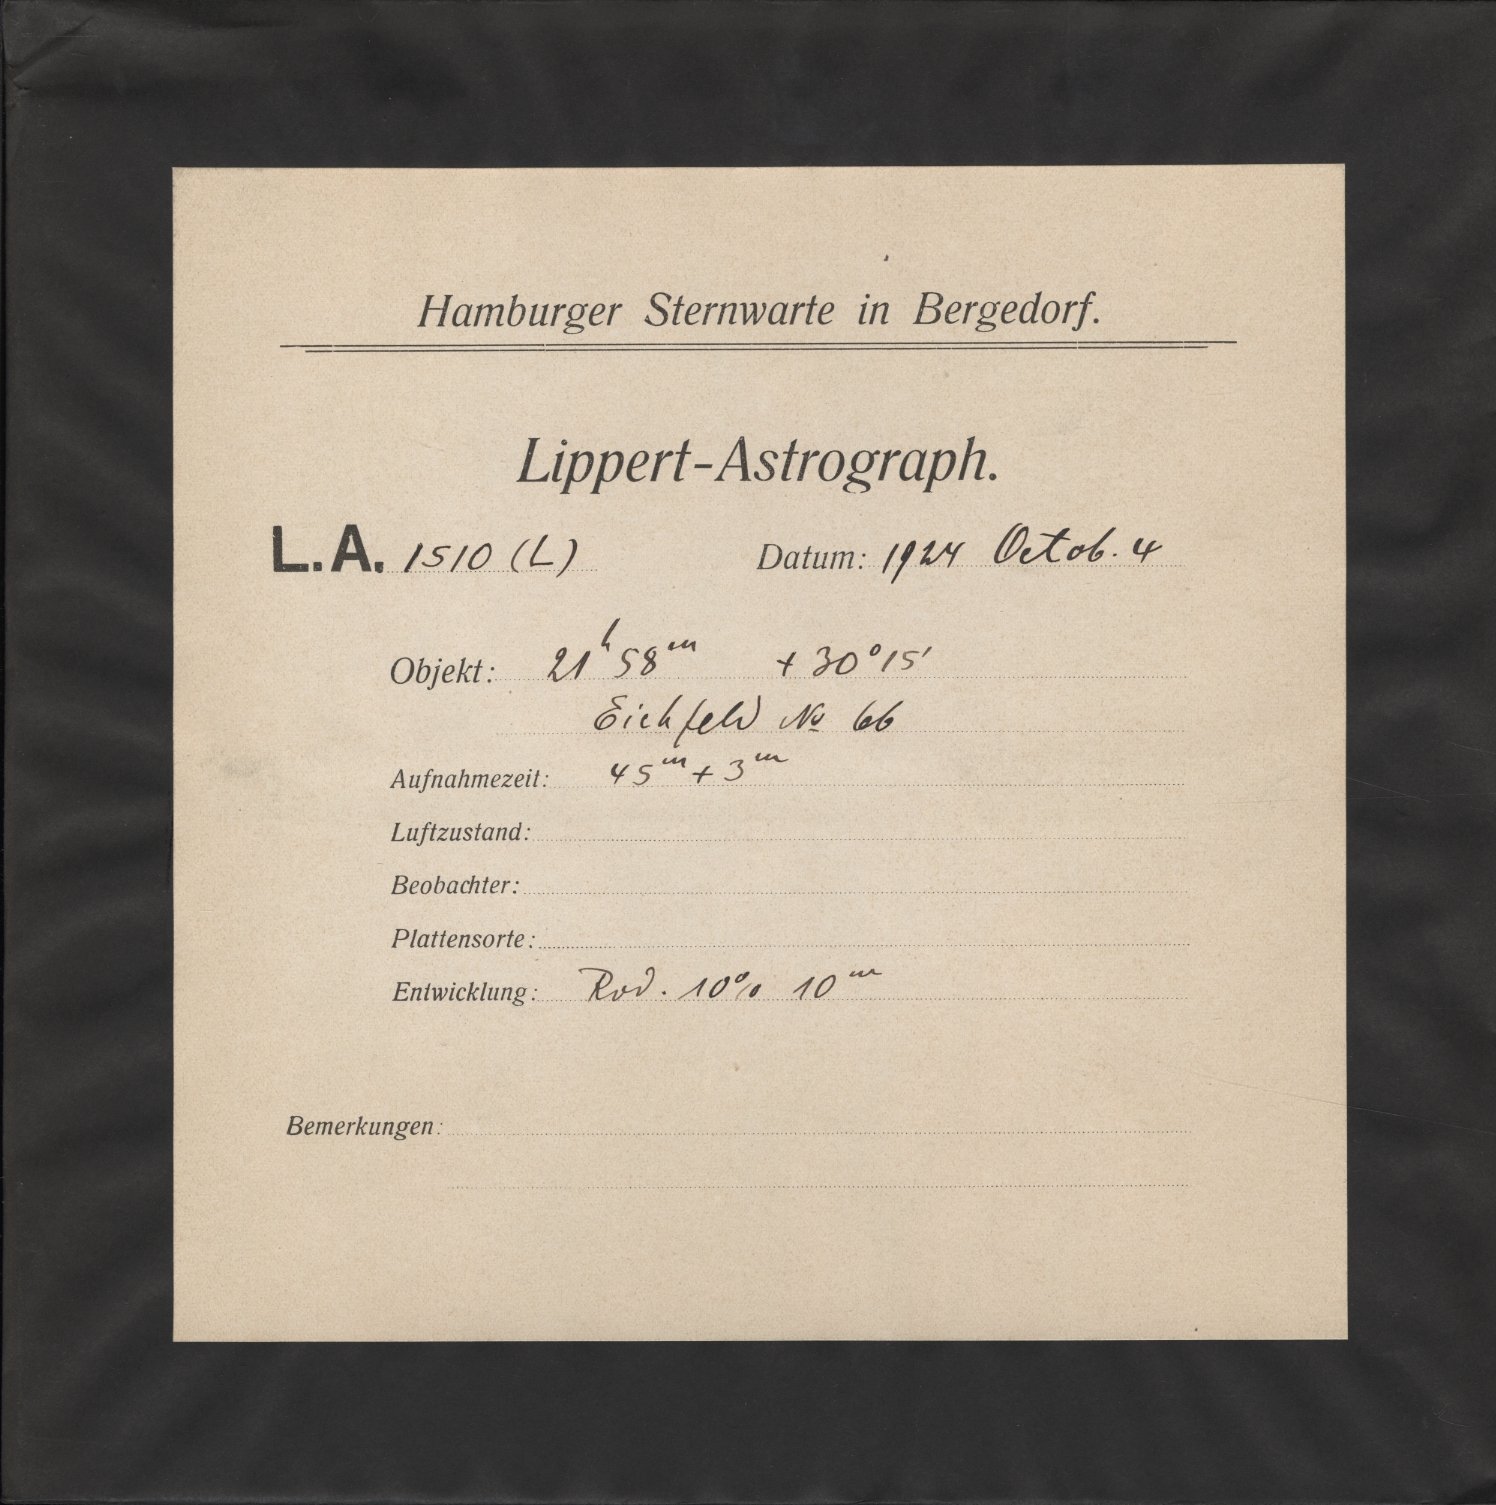 Hamburger Sternwarte in Bergedorf.
Lippert-Astrograph.
L.A. 1510 (L) Datum: 1924 Octob. 4
Objekt: 21h 58m + 30° 15'
Eichfeld No 66
Aufnahmezeit: 45m + 3m
Luftzustand:
Beobachter:
Plattensorte:
Entwicklung: Rod. 10% 10m
Bemerkungen: